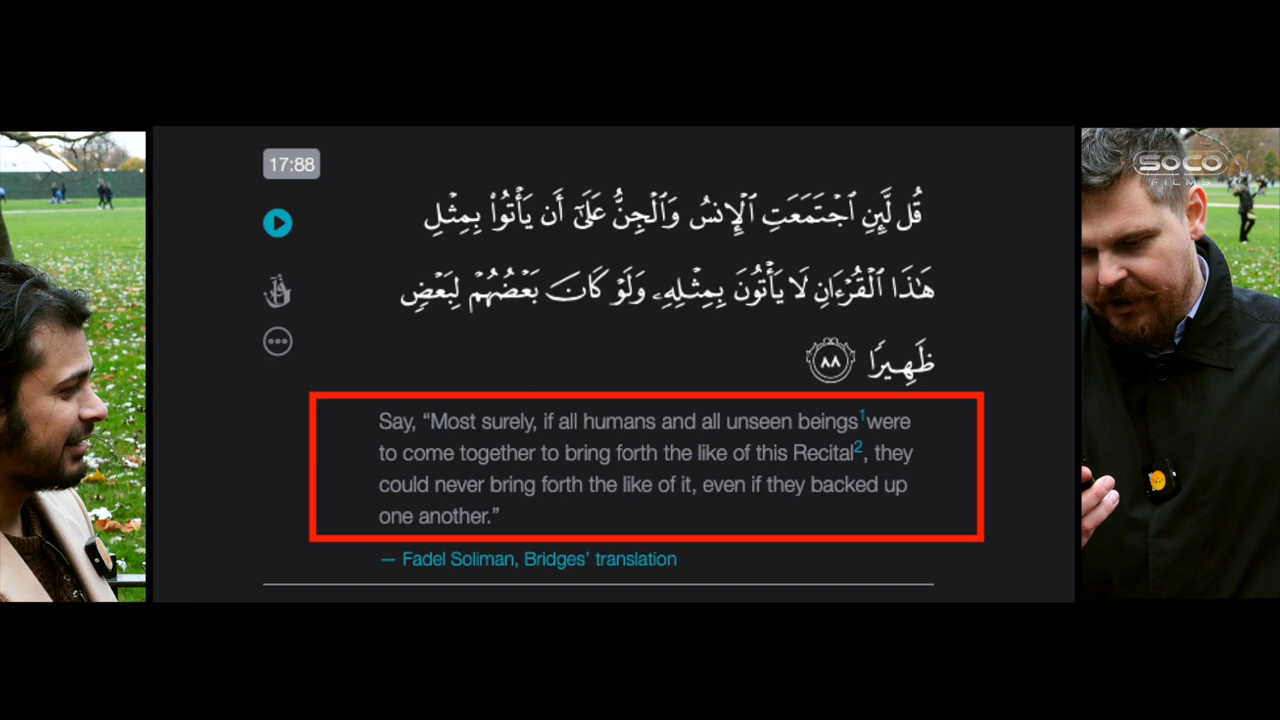 SOCO
FILMS
17:88
قُل لَّئِنِ ٱجْتَمَعَتِ ٱلْإِنسُ وَٱلْجِنُّ عَلَىٰٓ أَن يَأْتُوا۟ بِمِثْلِ
هَـٰذَا ٱلْقُرْءَانِ لَا يَأْتُونَ بِمِثْلِهِۦ وَلَوْ كَانَ بَعْضُهُمْ لِبَعْضٍ
ظَهِيرًا ٨٨
Say, “Most surely, if all humans and all unseen beings¹were
to come together to bring forth the like of this Recital², they
could never bring forth the like of it, even if they backed up
one another.”
— Fadel Soliman, Bridges’ translation